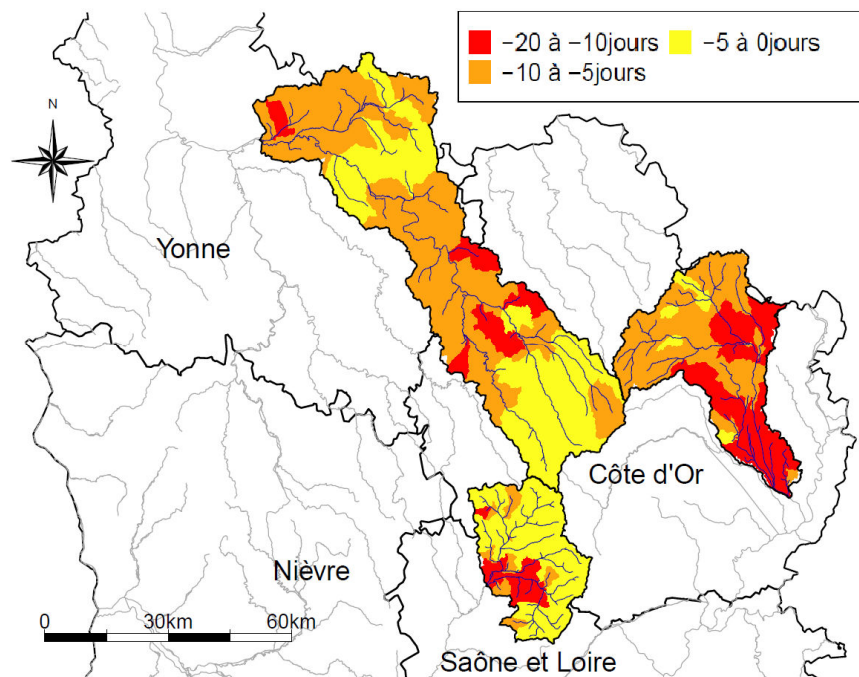 −20 à −10jours −5 à 0jours
−10 à −5jours
N
Yonne
Côte d'Or
Nièvre
0 30km 60km
Saône et Loire